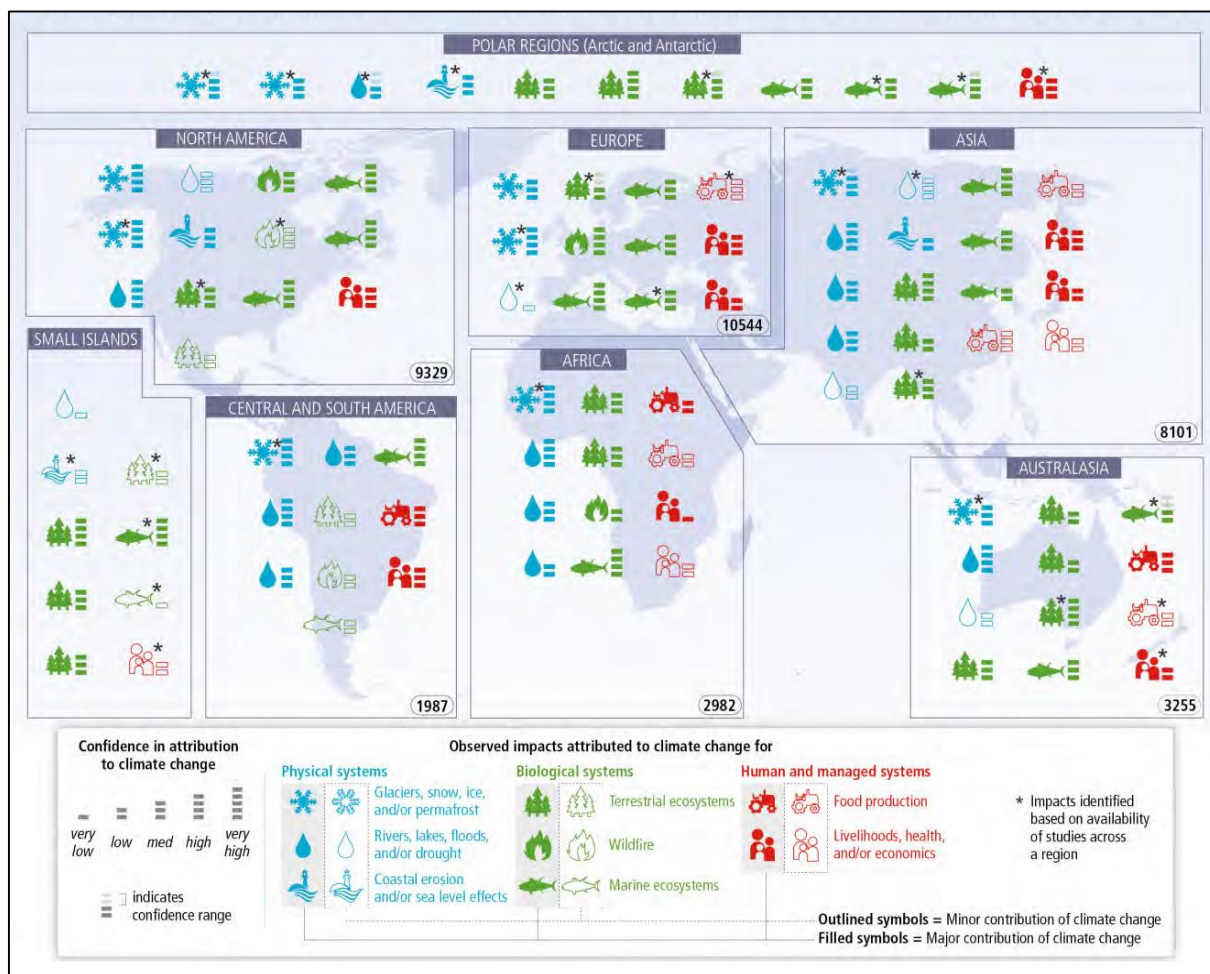 POLAR REGIONS (Arctic and Antarctic)
*
*
*
*
*
*
*
*
NORTH AMERICA
*
*
*
9329
EUROPE
*
*
*
*
*
10544
ASIA
*
*
*
8101
SMALL ISLANDS
*
*
*
*
*
CENTRAL AND SOUTH AMERICA
*
1987
AFRICA
*
2982
AUSTRALASIA
*
*
*
*
*
3255
Confidence in attribution
to climate change
very
low
low
med
high
very
high
indicates
confidence range
Observed impacts attributed to climate change for
Physical systems
Glaciers, snow, ice,
and/or permafrost
Rivers, lakes, floods,
and/or drought
Coastal erosion
and/or sea level effects
Biological systems
Terrestrial ecosystems
Wildfire
Marine ecosystems
Human and managed systems
Food production
Livelihoods, health,
and/or economics
* Impacts identified
based on availability
of studies across
a region
Outlined symbols = Minor contribution of climate change
Filled symbols = Major contribution of climate change